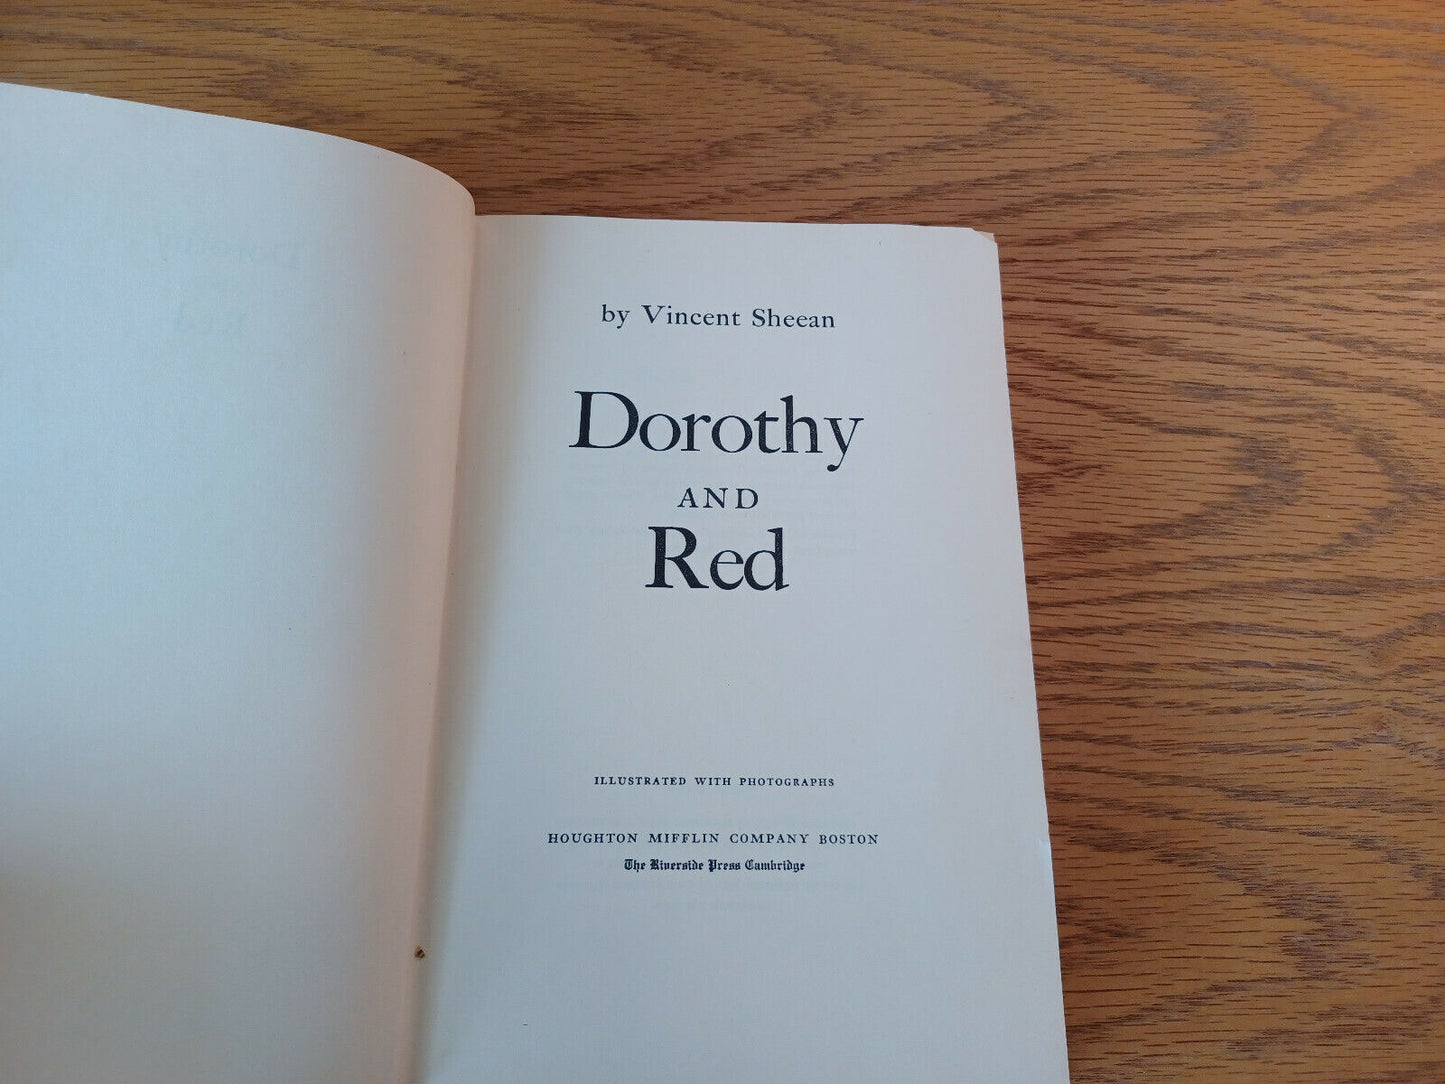 by Vincent Sheean
Dorothy
AND
Red
ILLUSTRATED WITH PHOTOGRAPHS
HOUGHTON MIFFLIN COMPANY BOSTON
The Riverside Press Cambridge